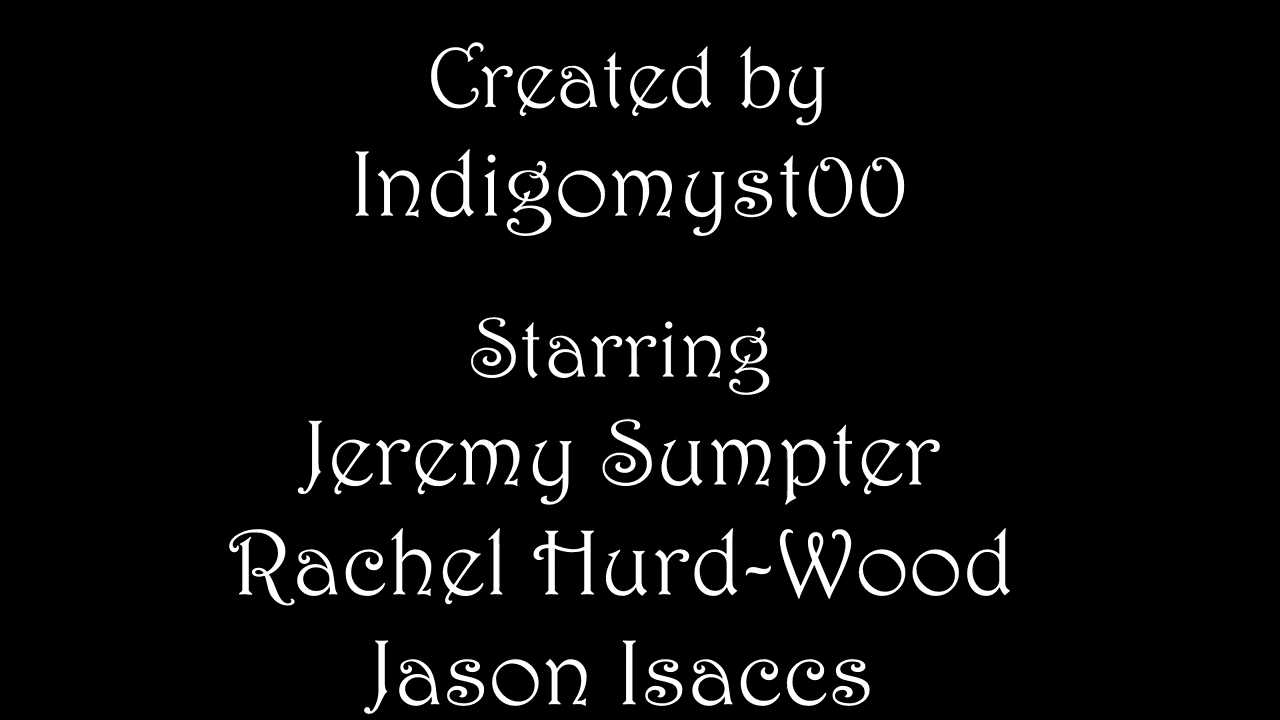 Created by
Indigomyst00
Starring
Jeremy Sumpter
Rachel Hurd-Wood
Jason Isaccs